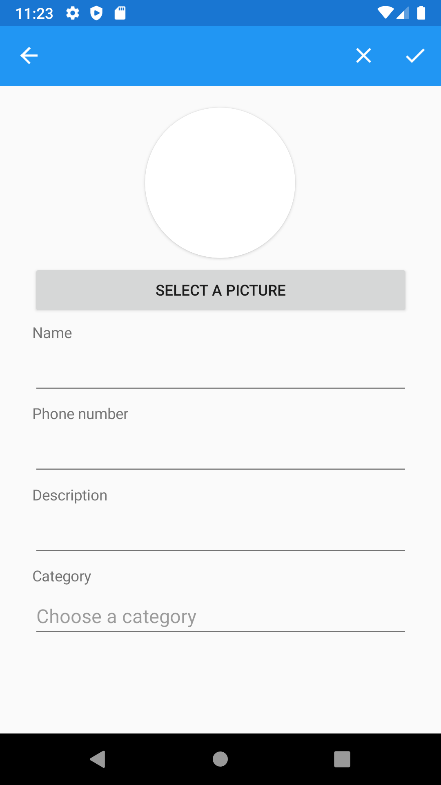 11:23
SELECT A PICTURE
Name
Phone number
Description
Category
Choose a category